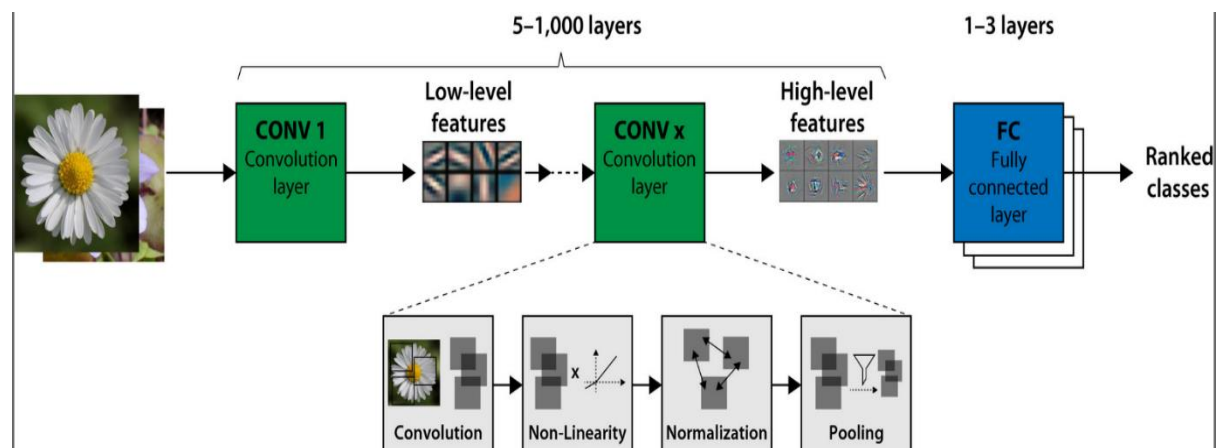 5–1,000 layers
1–3 layers
CONV 1
Convolution
layer
Low-level
features
CONV x
Convolution
layer
High-level
features
FC
Fully
connected
layer
Ranked
classes
Convolution
x
Non-Linearity
Normalization
Pooling